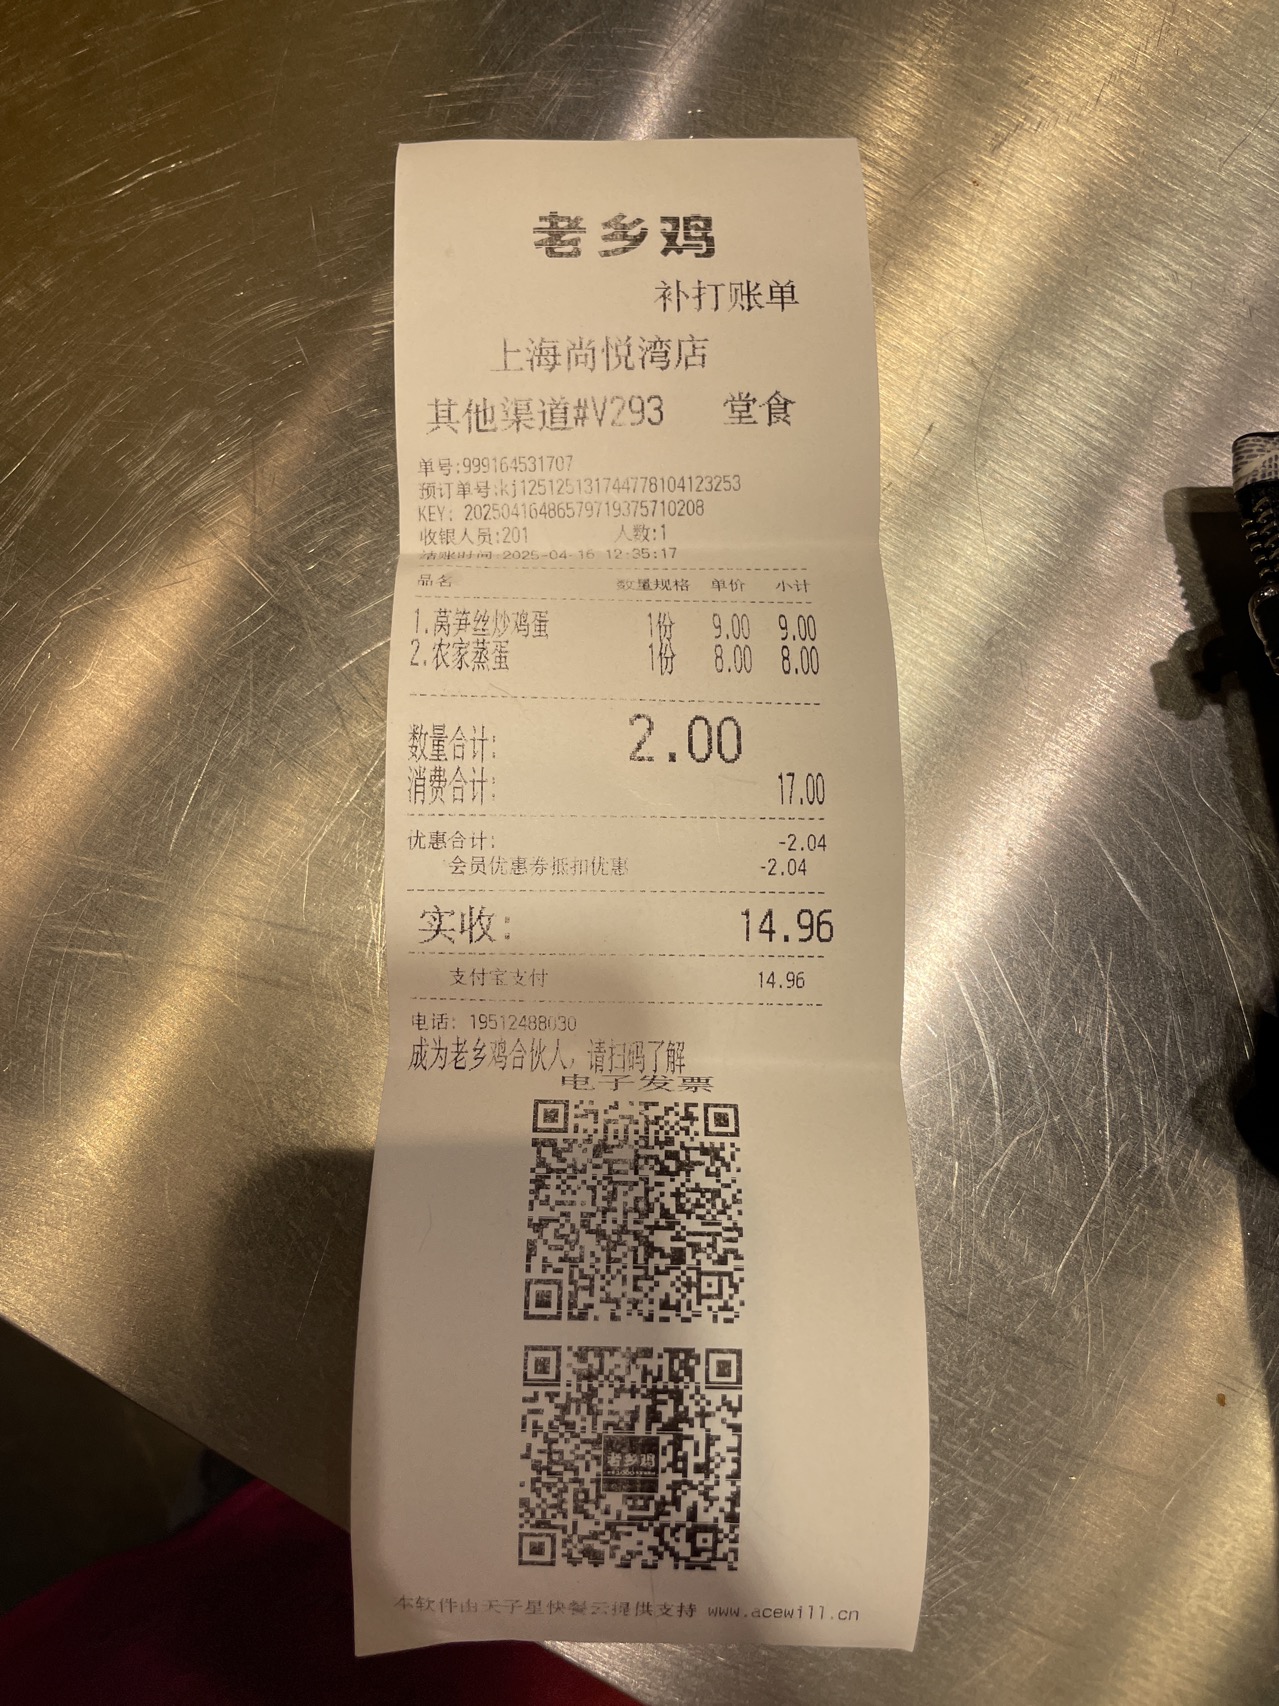 老乡鸡
补打账单
上海尚悦湾店
其他渠道#V293 堂食
单号:999164531707
预订单号:kj1251251317444778104123253
KEY: 20250416486579719375710208
收银人员:201 人数:1
结账时间:2025-04-16 12:35:17
品名 数量规格 单价 小计
1.莴笋丝炒鸡蛋 1份 9.00 9.00
2.农家蒸蛋 1份 8.00 8.00
数量合计: 2.00
消费合计: 17.00
优惠合计: -2.04
会员优惠券抵扣优惠 -2.04
实收: 14.96
支付宝支付 14.96
电话: 19512488030
成为老乡鸡合伙人，请扫码了解
电子发票
老乡鸡
本软件由天子星快餐云提供支持 www.acewill.cn